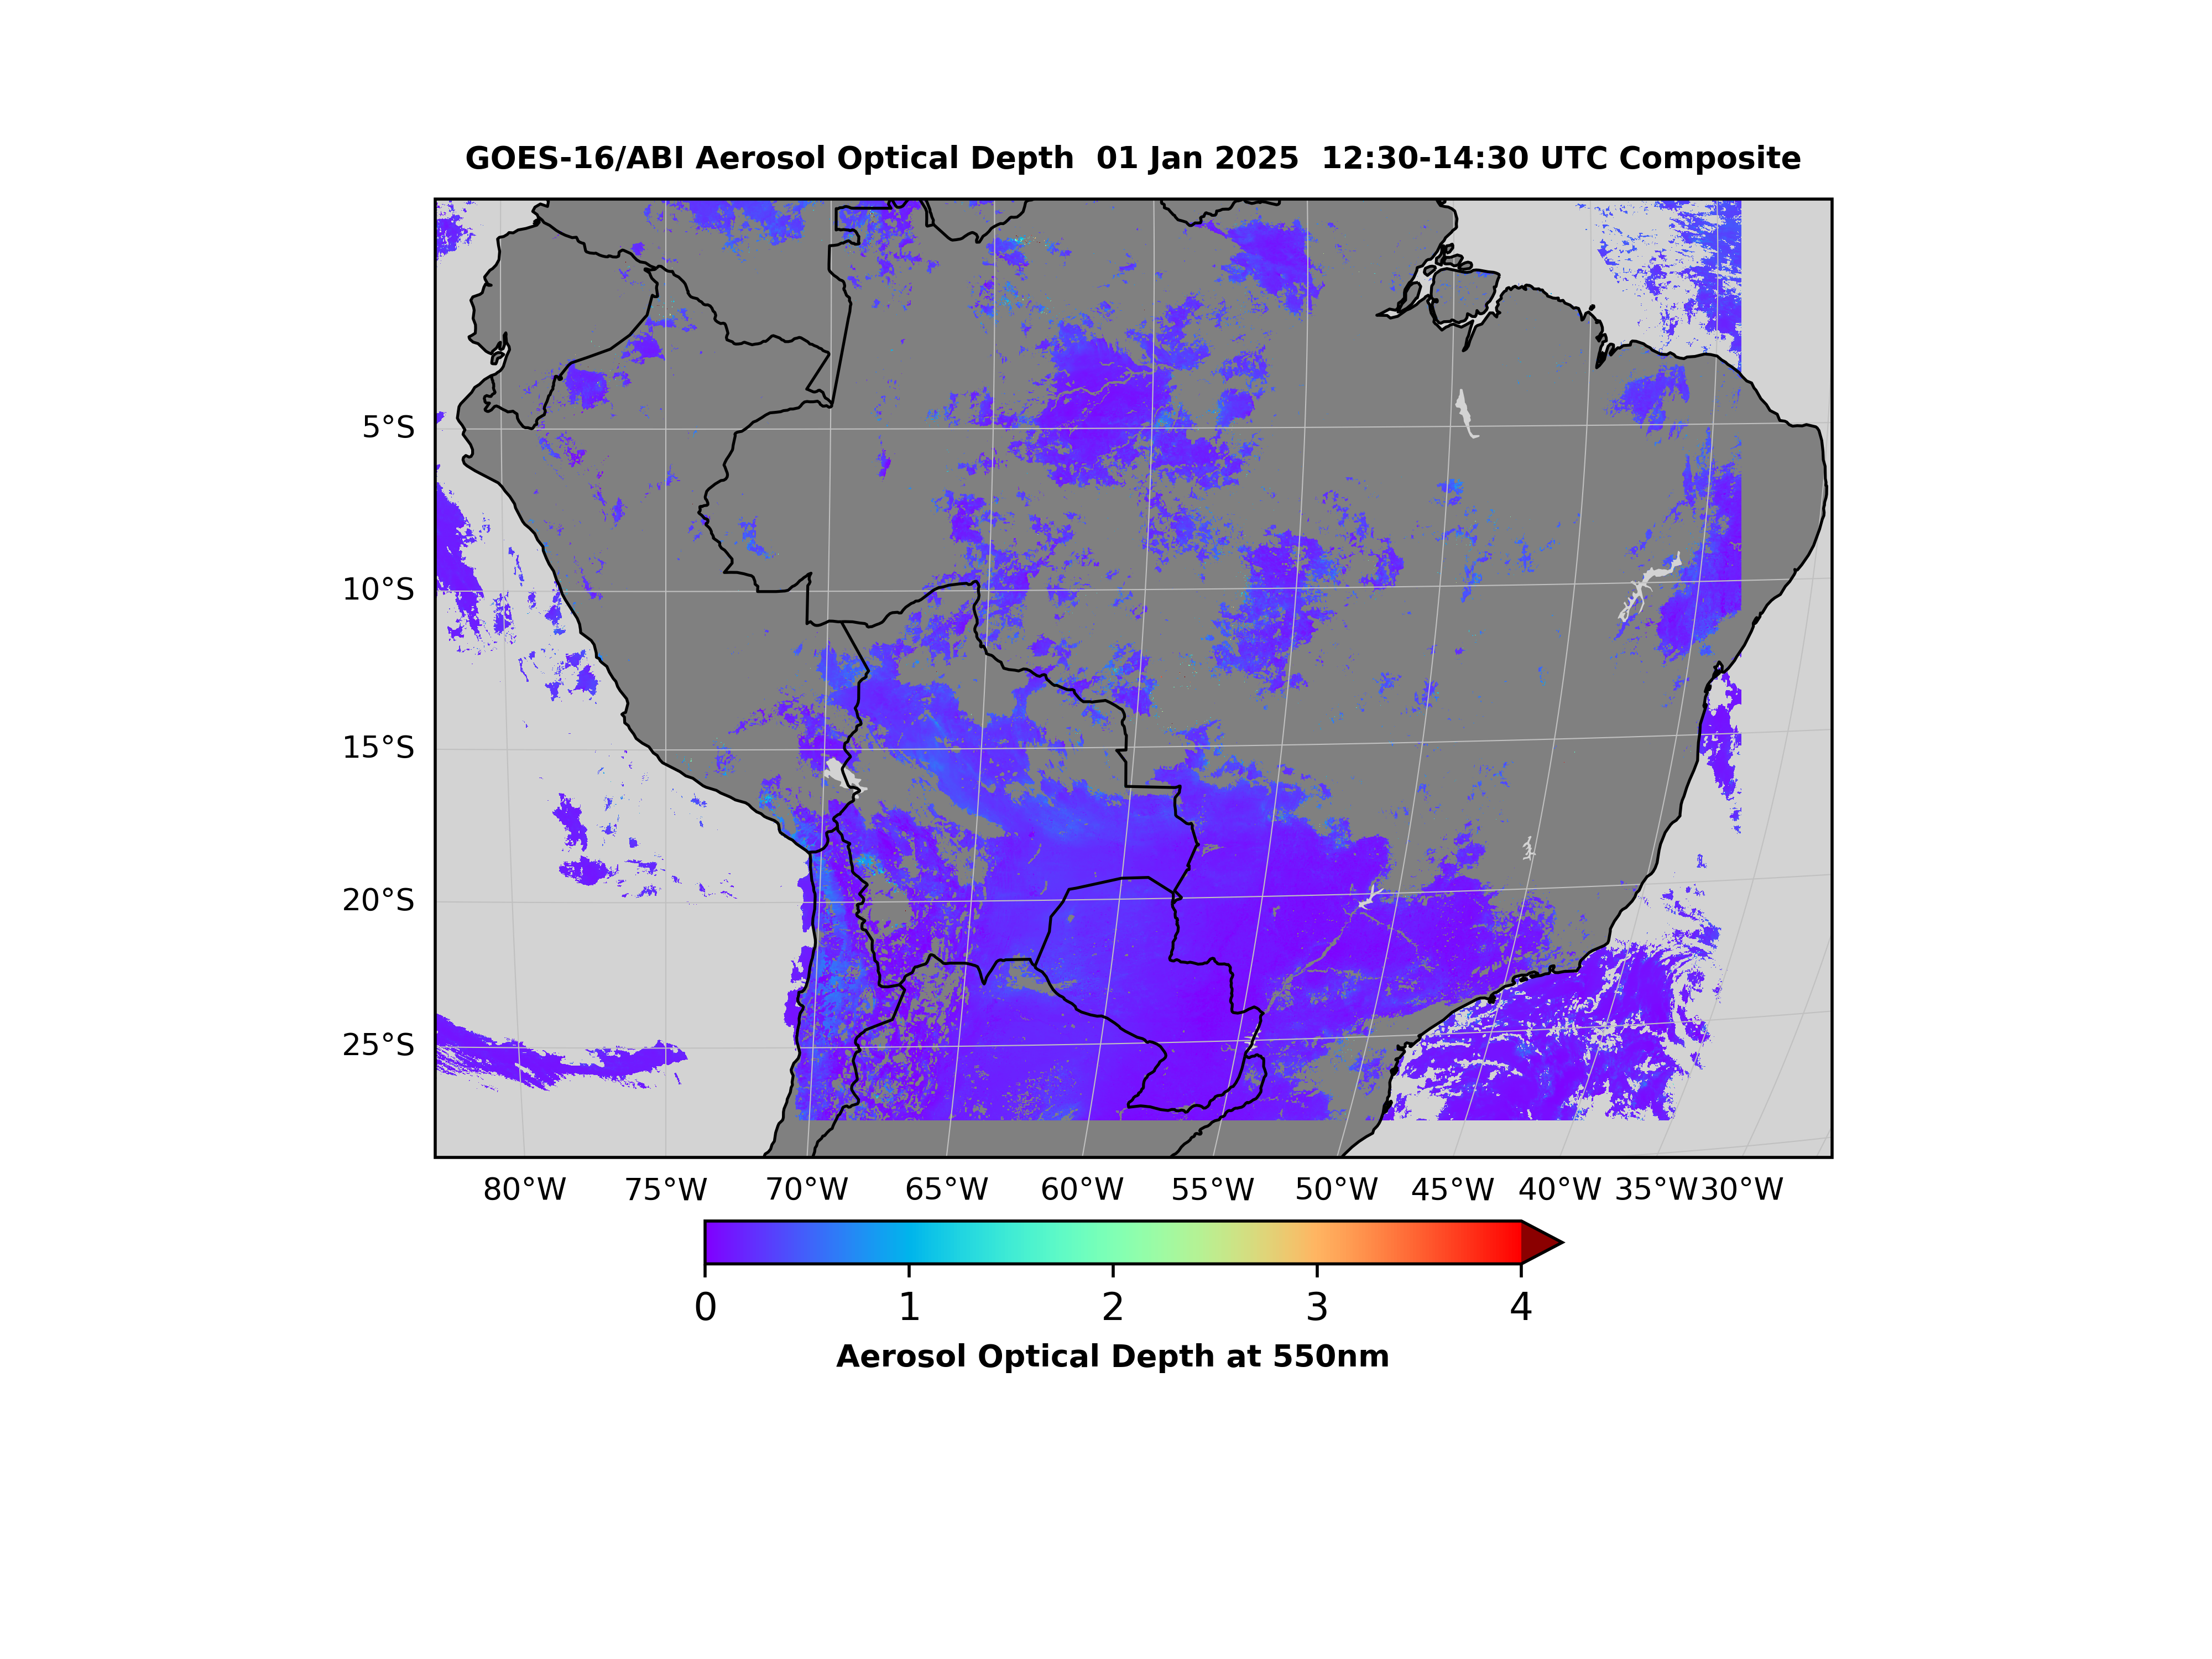 GOES-16/ABI Aerosol Optical Depth  01 Jan 2025  12:30-14:30 UTC Composite
5°S
10°S
15°S
20°S
25°S
80°W 75°W 70°W 65°W 60°W 55°W 50°W 45°W 40°W 35°W 30°W
0 1 2 3 4
Aerosol Optical Depth at 550nm